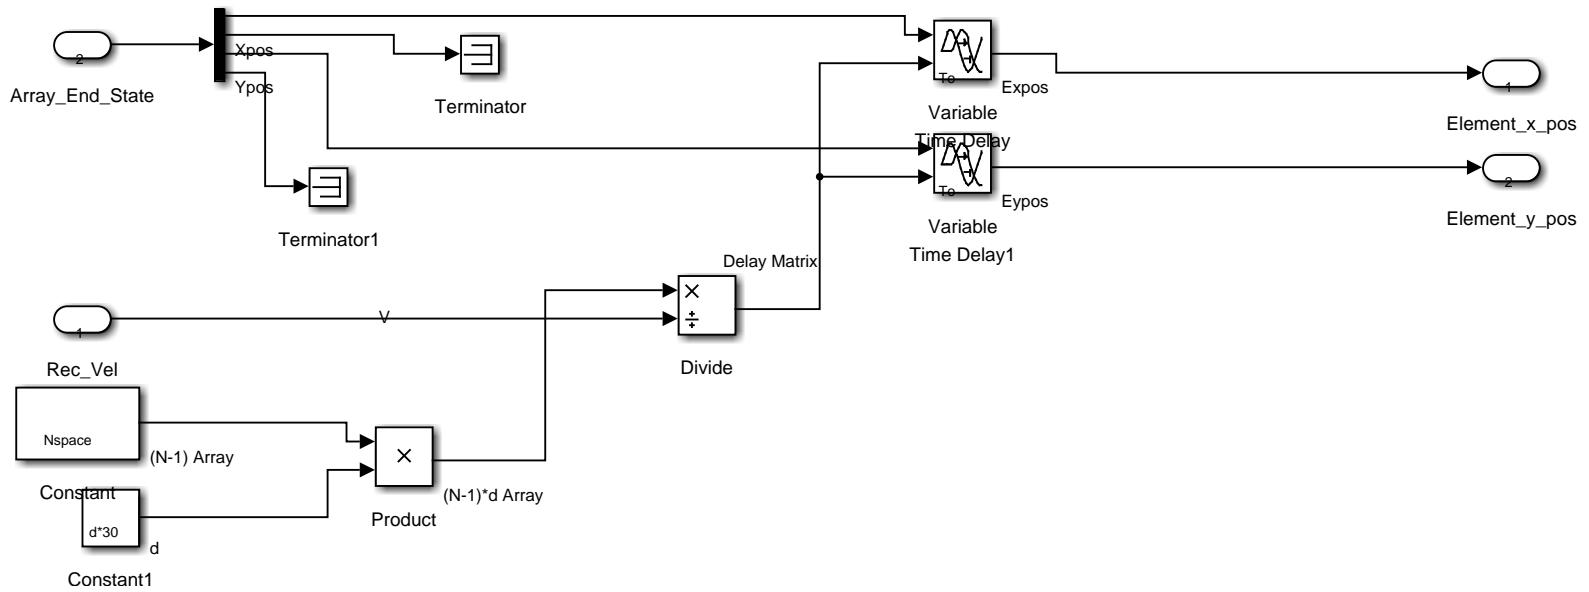 Xpos
2
Array_End_State
Ypos
Terminator
To
Expos
Variable
Time Delay
1
Element_x_pos
To
Eypos
Variable
Time Delay1
2
Element_y_pos
Terminator1
Delay Matrix
×
÷
Divide
V
1
Rec_Vel
Nspace
(N-1) Array
Constant
×
(N-1)*d Array
Product
d*30
d
Constant1